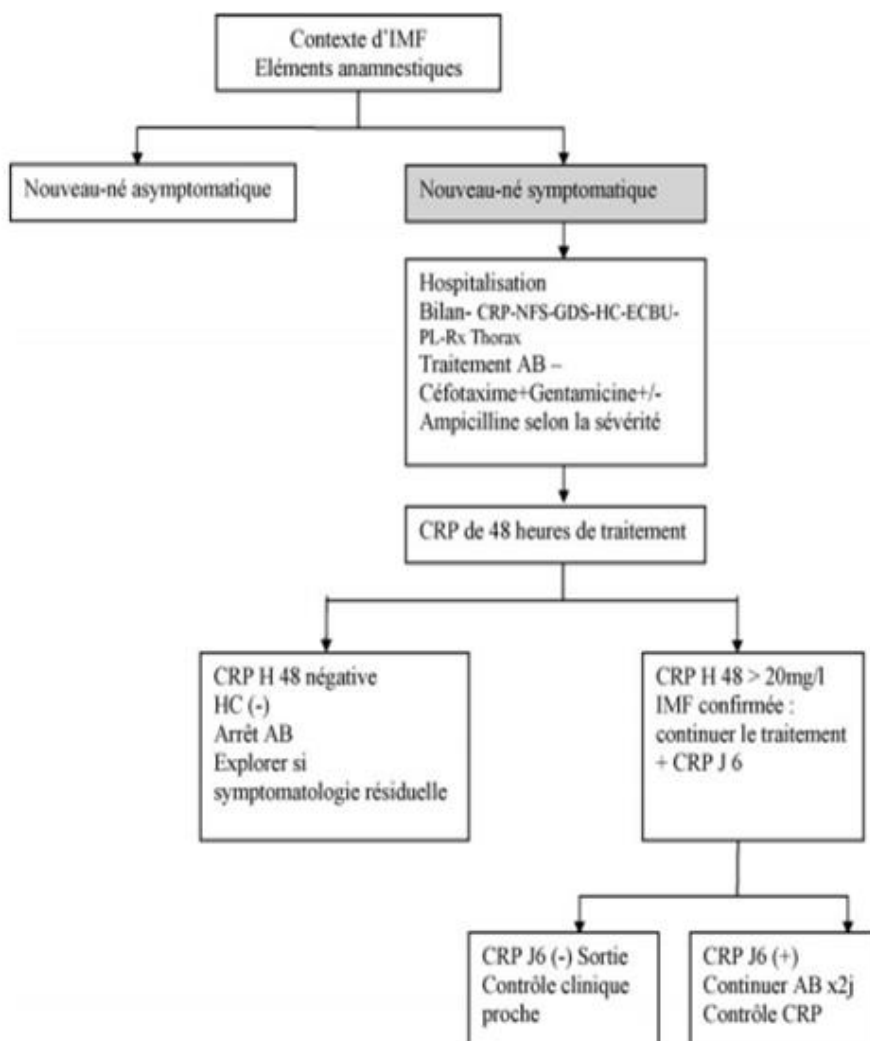 Contexte d'IMF
Eléments anamnestiques
Nouveau-né asymptomatique
Nouveau-né symptomatique
Hospitalisation
Bilan- CRP-NFS-GDS-HC-ECBU-
PL-Rx Thorax
Traitement AB –
Céfotaxime+Gentamicine+/-
Ampicilline selon la sévérité
CRP de 48 heures de traitement
CRP H 48 négative
HC (-)
Arrêt AB
Explorer si
symptomatologie résiduelle
CRP H 48 > 20mg/l
IMF confirmée :
continuer le traitement
+ CRP J 6
CRP J6 (-) Sortie
Contrôle clinique
proche
CRP J6 (+)
Continuer AB x2j
Contrôle CRP